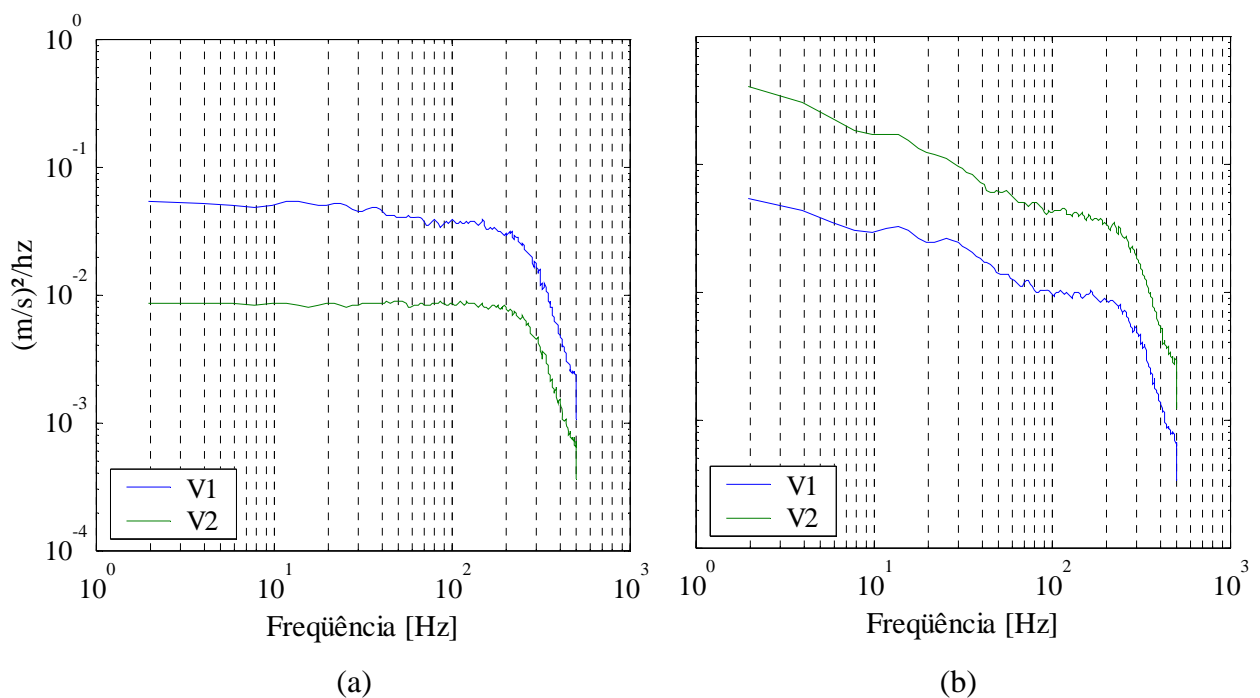 10^0
10^-1
10^-2
10^-3
10^-4
(m/s)²/hz
V1
V2
10^0 10^1 10^2 10^3
Freqüência [Hz]
(a)
V1
V2
10^0 10^1 10^2 10^3
Freqüência [Hz]
(b)